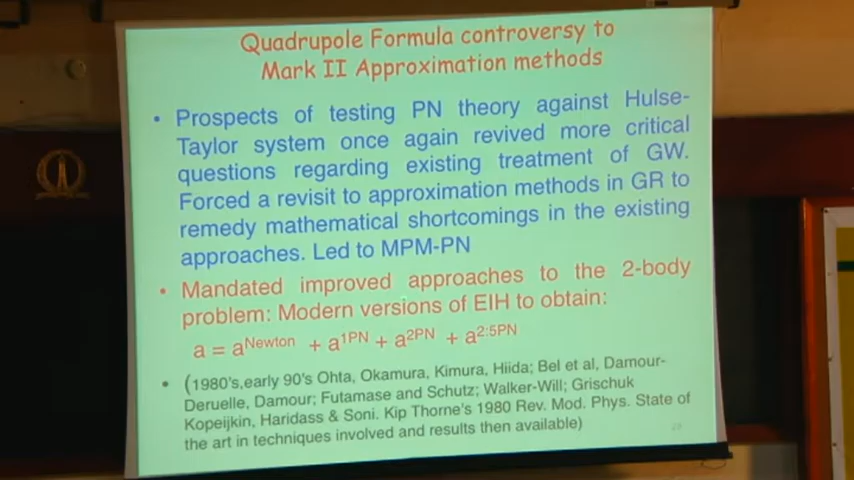 Quadrupole Formula controversy to
Mark II Approximation methods
• Prospects of testing PN theory against Hulse-
Taylor system once again revived more critical
questions regarding existing treatment of GW.
Forced a revisit to approximation methods in GR to
remedy mathematical shortcomings in the existing
approaches. Led to MPM-PN
• Mandated improved approaches to the 2-body
problem: Modern versions of EIH to obtain:
a = a^Newton + a^1PN + a^2PN + a^2:5PN
• (1980's,early 90's Ohta, Okamura, Kimura, Hiida; Bel et al, Damour-
Deruelle, Damour; Futamase and Schutz; Walker-Will; Grischuk
Kopeijkin, Haridass & Soni. Kip Thorne's 1980 Rev. Mod. Phys. State of
the art in techniques involved and results then available)